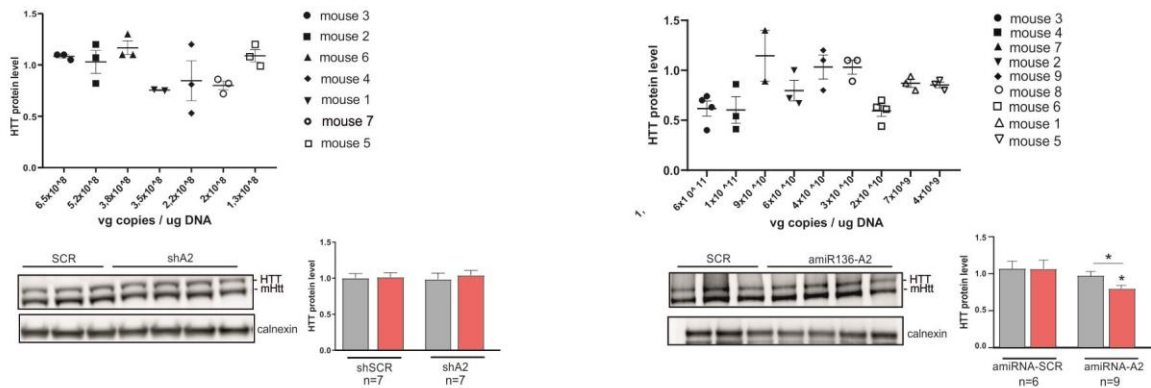 1.5
1.0
0.5
0.0
HTT protein level
6.5x10^8
5.2x10^8
3.8x10^8
3.5x10^8
2.2x10^8
2x10^8
1.3x10^8
vg copies / ug DNA
mouse 3
mouse 2
mouse 6
mouse 4
mouse 1
mouse 7
mouse 5
1.5
1.0
0.5
0.0
HTT protein level
1,
6x10^11
1x10^11
9x10^10
6x10^10
4x10^10
3x10^10
2x10^10
7x10^9
4x10^9
vg copies / ug DNA
mouse 3
mouse 4
mouse 7
mouse 2
mouse 9
mouse 8
mouse 6
mouse 1
mouse 5
SCR shA2
HTT
mHtt
calnexin
1.5
1.0
0.5
0.0
HTT protein level
shSCR shA2
n=7 n=7
SCR amiR136-A2
HTT
mHtt
calnexin
1.5
1.0
0.5
0.0
HTT protein level
*
*
amiRNA-SCR amiRNA-A2
n=6 n=9